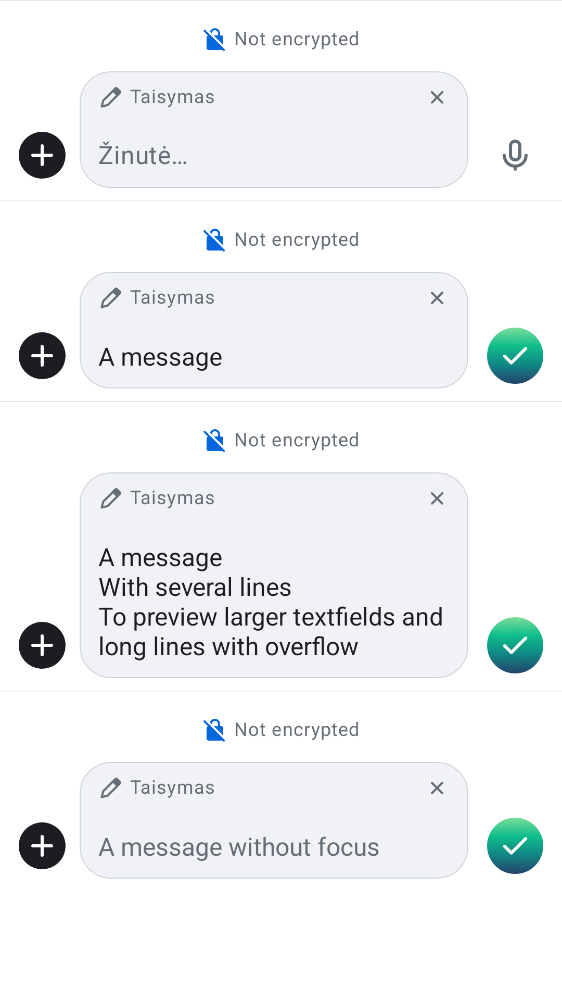 Not encrypted
Taisymas
Žinutė…
Not encrypted
Taisymas
A message
Not encrypted
Taisymas
A message
With several lines
To preview larger textfields and
long lines with overflow
Not encrypted
Taisymas
A message without focus